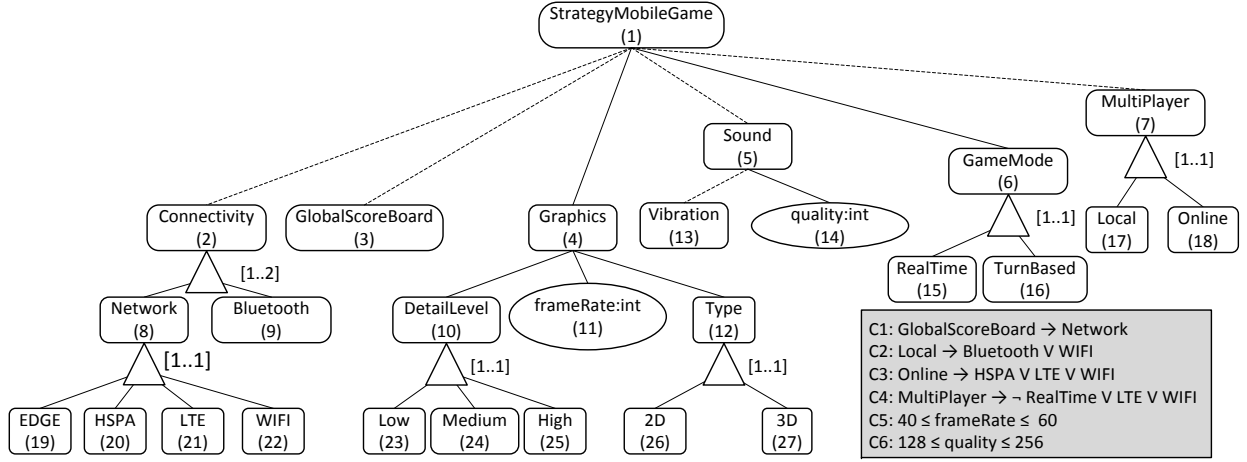 StrategyMobileGame
(1)
MultiPlayer
(7)
Sound
(5)
[1..1]
GameMode
(6)
Connectivity
(2)
GlobalScoreBoard
(3)
Graphics
(4)
Vibration
(13)
quality:int
(14)
[1..1]
Local
(17)
Online
(18)
[1..2]
RealTime
(15)
TurnBased
(16)
Network
(8)
Bluetooth
(9)
DetailLevel
(10)
frameRate:int
(11)
Type
(12)
[1..1]
[1..1]
[1..1]
EDGE
(19)
HSPA
(20)
LTE
(21)
WIFI
(22)
Low
(23)
Medium
(24)
High
(25)
2D
(26)
3D
(27)
C1: GlobalScoreBoard → Network
C2: Local → Bluetooth V WIFI
C3: Online → HSPA V LTE V WIFI
C4: MultiPlayer → ¬ RealTime V LTE V WIFI
C5: 40 ≤ frameRate ≤ 60
C6: 128 ≤ quality ≤ 256